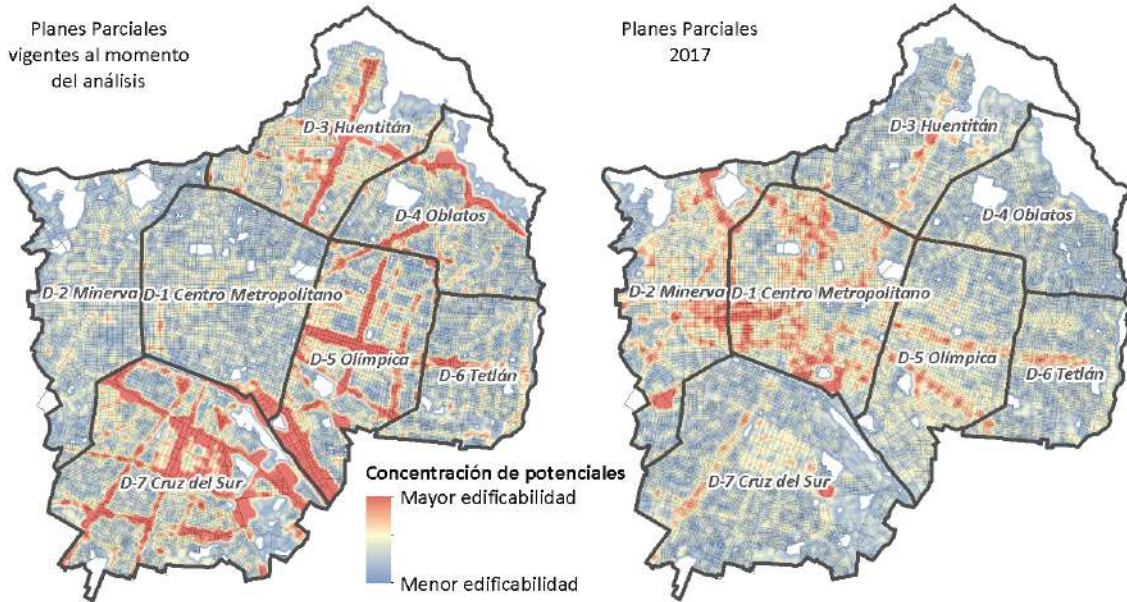 Planes Parciales
vigentes al momento
del análisis
D-3 Huentitán
D-4 Oblatos
D-2 Minerva
D-1 Centro Metropolitano
D-5 Olímpica
D-6 Tetlán
D-7 Cruz del Sur
Concentración de potenciales
Mayor edificabilidad
Menor edificabilidad
Planes Parciales
2017
D-3 Huentitán
D-4 Oblatos
D-2 Minerva
D-1 Centro Metropolitano
D-5 Olímpica
D-6 Tetlán
D-7 Cruz del Sur